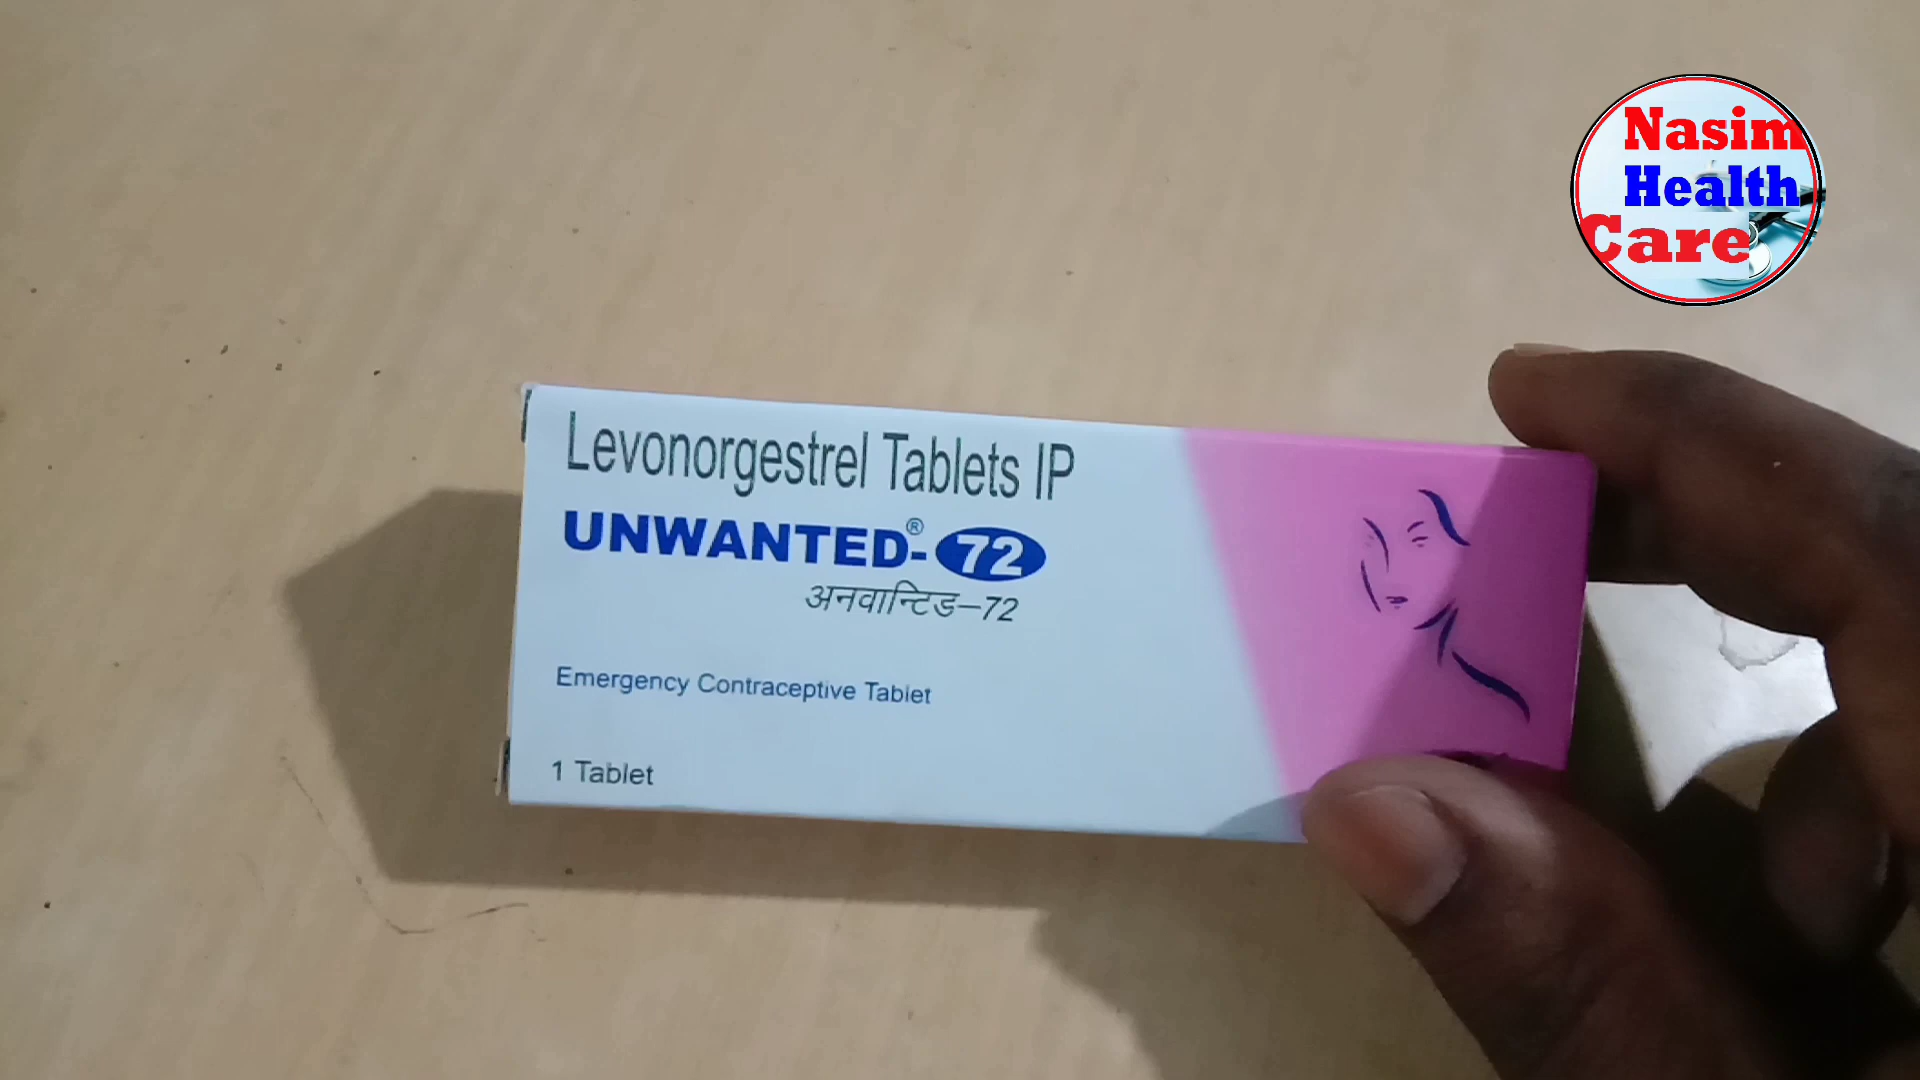 Nasim
Health
Care
Levonorgestrel Tablets IP
UNWANTED®-72
अनवान्टिड–72
Emergency Contraceptive Tablet
1 Tablet